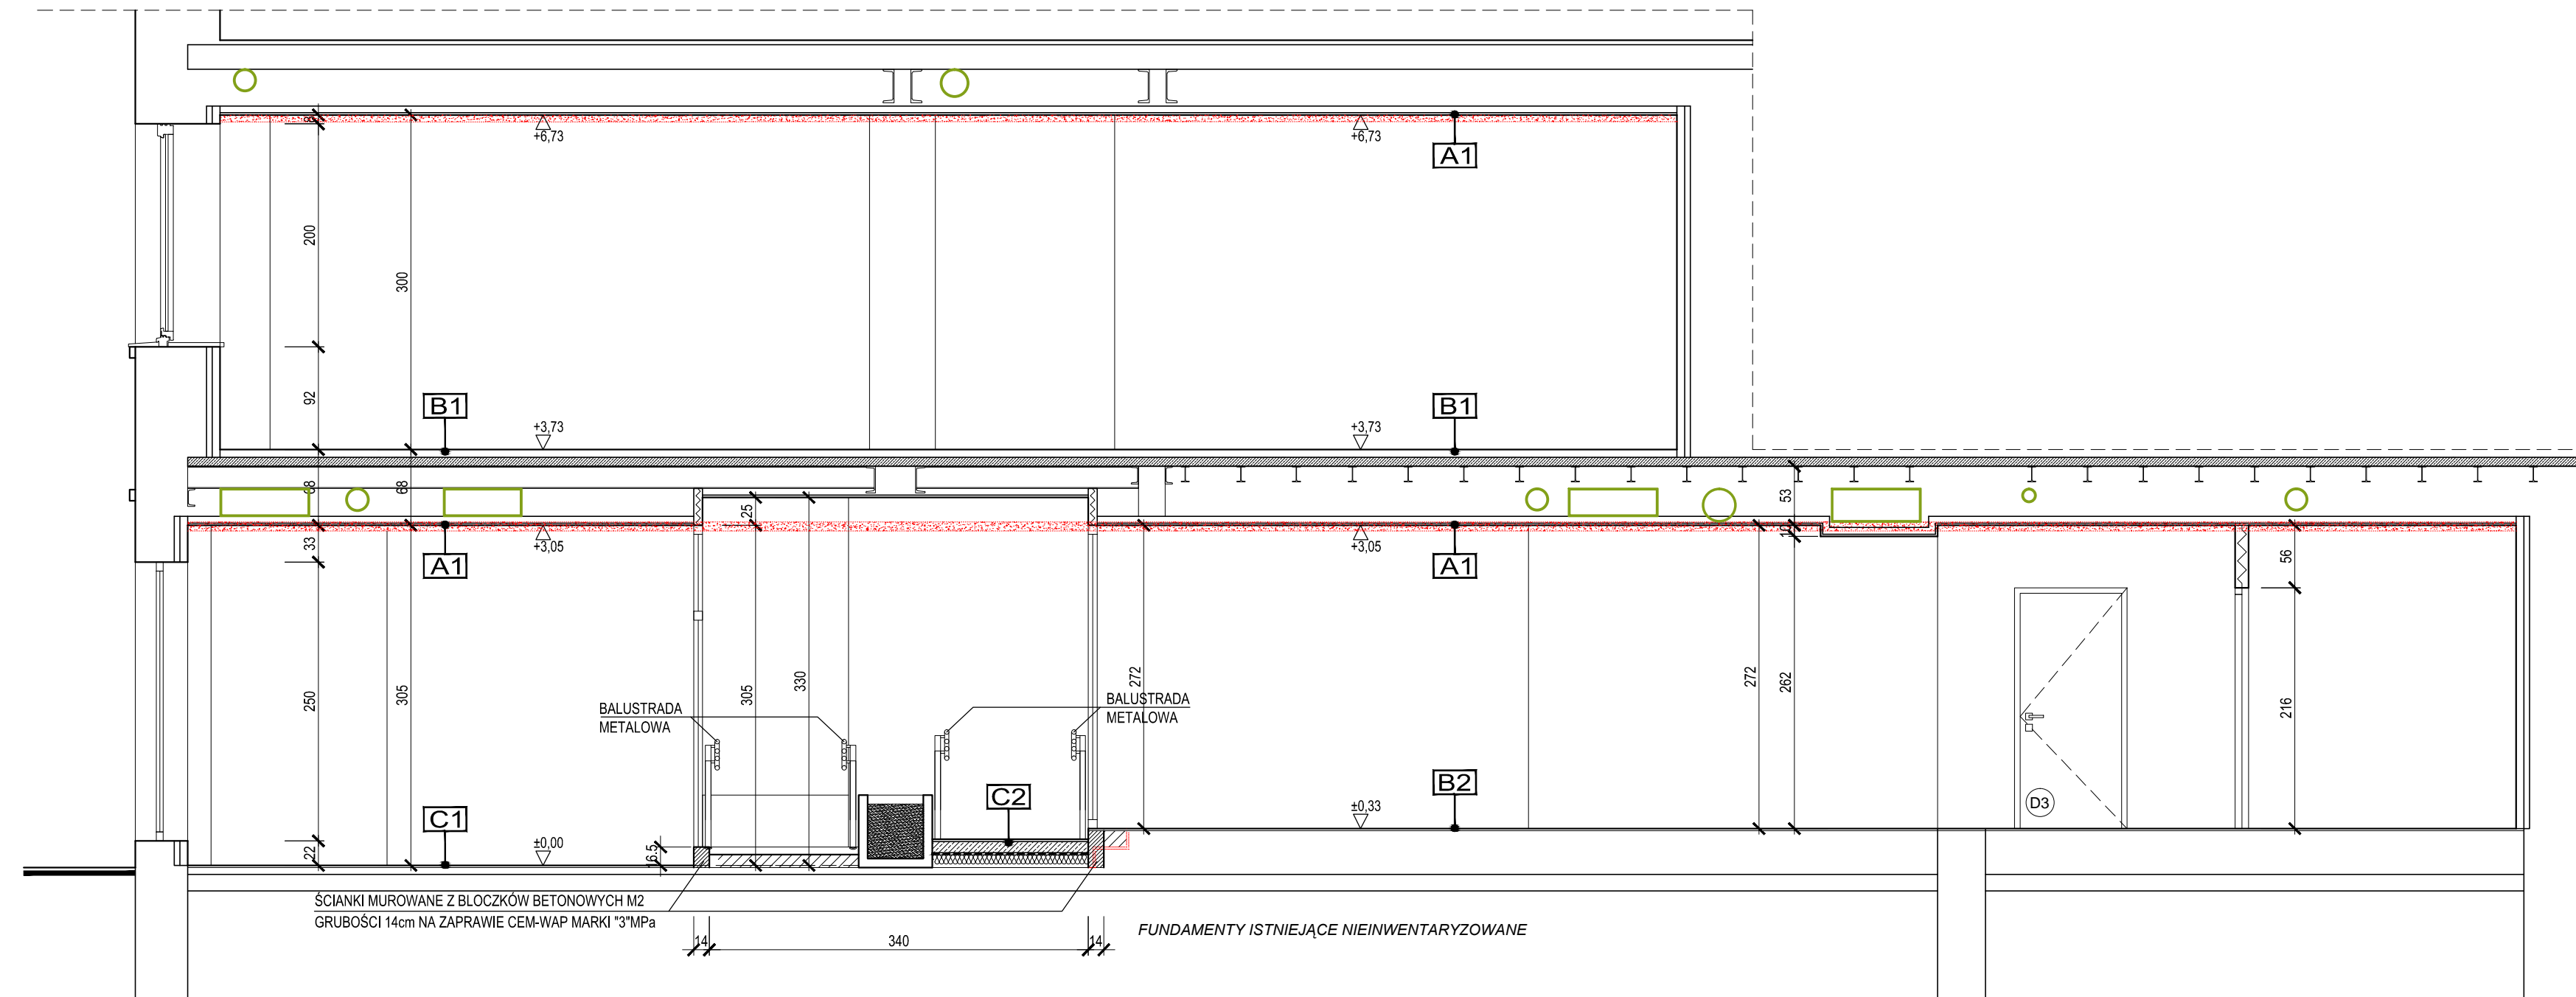 8
+6,73
+6,73
A1
200
300
92
B1
B1
+3,73
+3,73
68
68
25
53
10
33
A1
+3,05
A1
+3,05
56
250
305
305
330
272
272
262
216
BALUSTRADA
METALOWA
BALUSTRADA
METALOWA
C1
C2
B2
±0,33
D3
22
±0,00
16.5
ŚCIANKI MUROWANE Z BLOCZKÓW BETONOWYCH M2
GRUBOŚCI 14cm NA ZAPRAWIE CEM-WAP MARKI "3"MPa
14
340
14
FUNDAMENTY ISTNIEJĄCE NIEINWENTARYZOWANE